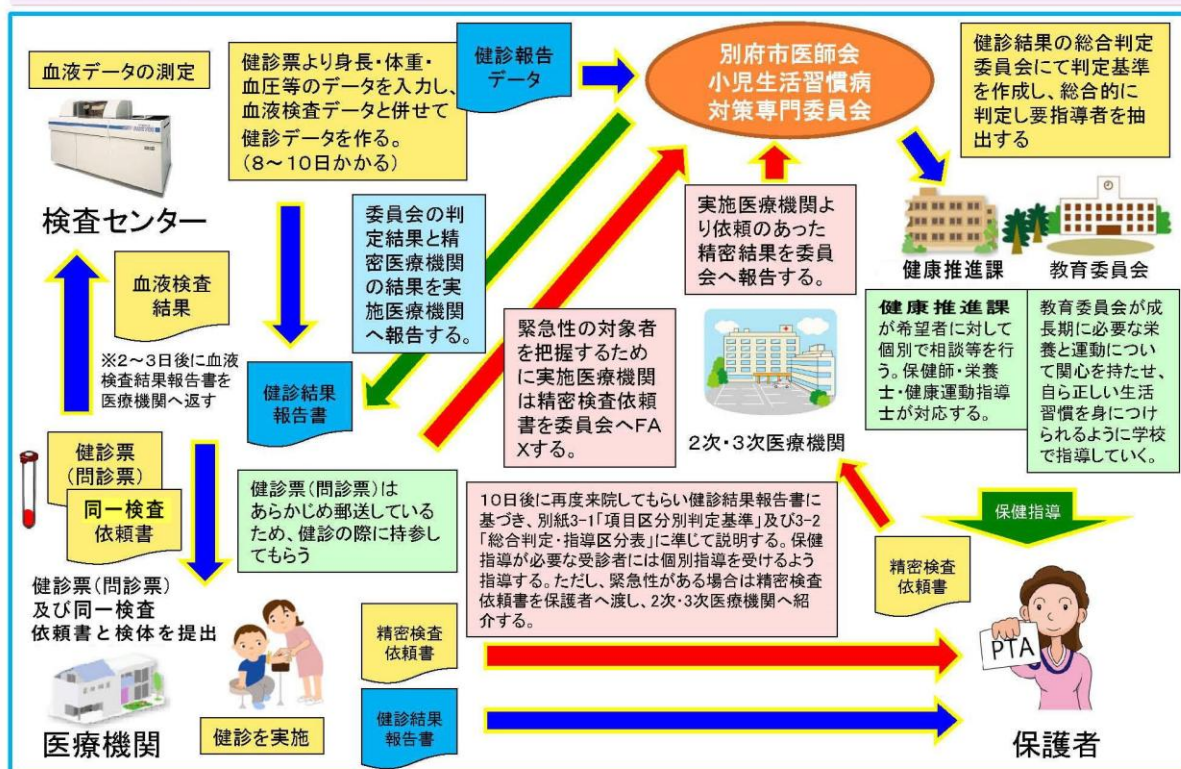 血液データの測定
検査センター
健診票より身長・体重・
血圧等のデータを入力し、
血液検査データと併せて
健診データを作る。
(8〜10日かかる)
健診報告
データ
別府市医師会
小児生活習慣病
対策専門委員会
健診結果の総合判定
委員会にて判定基準
を作成し、総合的に
判定し要指導者を抽
出する
委員会の判
定結果と精
密医療機関
の結果を実
施医療機関
へ報告する。
実施医療機関よ
り依頼のあった
精密結果を委員
会へ報告する。
健康推進課
教育委員会
血液検査
結果
※2〜3日後に血液
検査結果報告書を
医療機関へ返す
健診結果
報告書
緊急性の対象者
を把握するため
に実施医療機関
は精密検査依頼
書を委員会へFA
Xする。
2次・3次医療機関
健康推進課
が希望者に対して
個別で相談等を行
う。保健師・栄養
士・健康運動指導
士が対応する。
教育委員会が成
長期に必要な栄
養と運動につい
て関心を持たせ、
自ら正しい生活
習慣を身につけ
られるように学校
で指導していく。
健診票
(問診票)
同一検査
依頼書
健診票(問診票)は
あらかじめ郵送している
ため、健診の際に持参し
てもらう
10日後に再度来院してもらい健診結果報告書に
基づき、別紙3-1「項目区分別判定基準」及び3-2
「総合判定・指導区分表」に準じて説明する。保健
指導が必要な受診者には個別指導を受けるよう
指導する。ただし、緊急性がある場合は精密検査
依頼書を保護者へ渡し、2次・3次医療機関へ紹
介する。
保健指導
精密検査
依頼書
健診票(問診票)
及び同一検査
依頼書と検体を提出
精密検査
依頼書
PTA
医療機関
健診を実施
健診結果
報告書
保護者